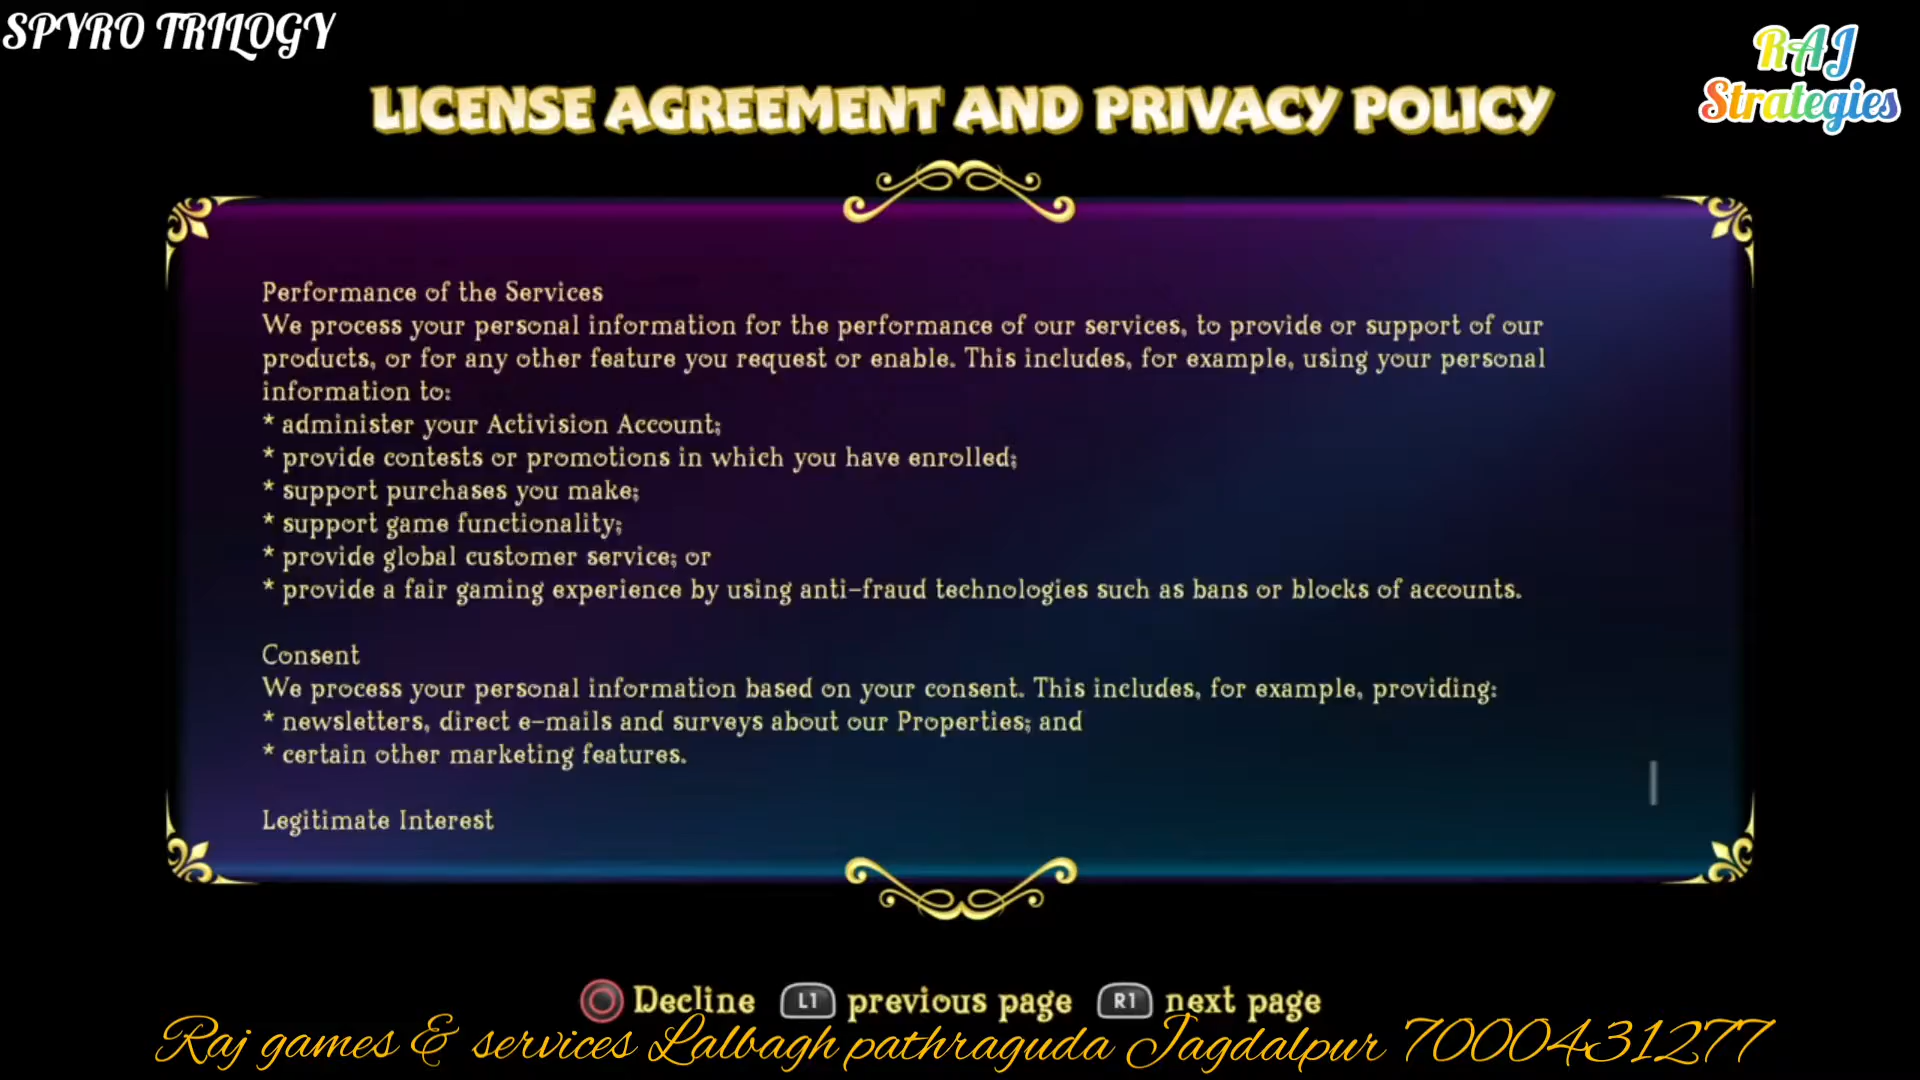 SPYRO TRILOGY
RAJ
Strategies
LICENSE AGREEMENT AND PRIVACY POLICY
Performance of the Services
We process your personal information for the performance of our services, to provide or support of our
products, or for any other feature you request or enable. This includes, for example, using your personal
information to:
* administer your Activision Account;
* provide contests or promotions in which you have enrolled;
* support purchases you make;
* support game functionality;
* provide global customer service; or
* provide a fair gaming experience by using anti-fraud technologies such as bans or blocks of accounts.
Consent
We process your personal information based on your consent. This includes, for example, providing:
* newsletters, direct e-mails and surveys about our Properties; and
* certain other marketing features.
Legitimate Interest
Decline L1 previous page R1 next page
Raj games & services Lalbagh pathraguda Jagdalpur 7000431277